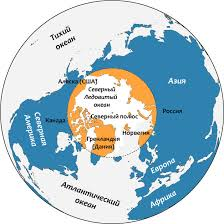 Тихий
океан
Аляска (США)
Северный
Ледовитый
океан
Азия
Северная
Америка
Канада
Северный полюс
Россия
Норвегия
Гренландия
(Дания)
Европа
Атлантический
океан
Африка